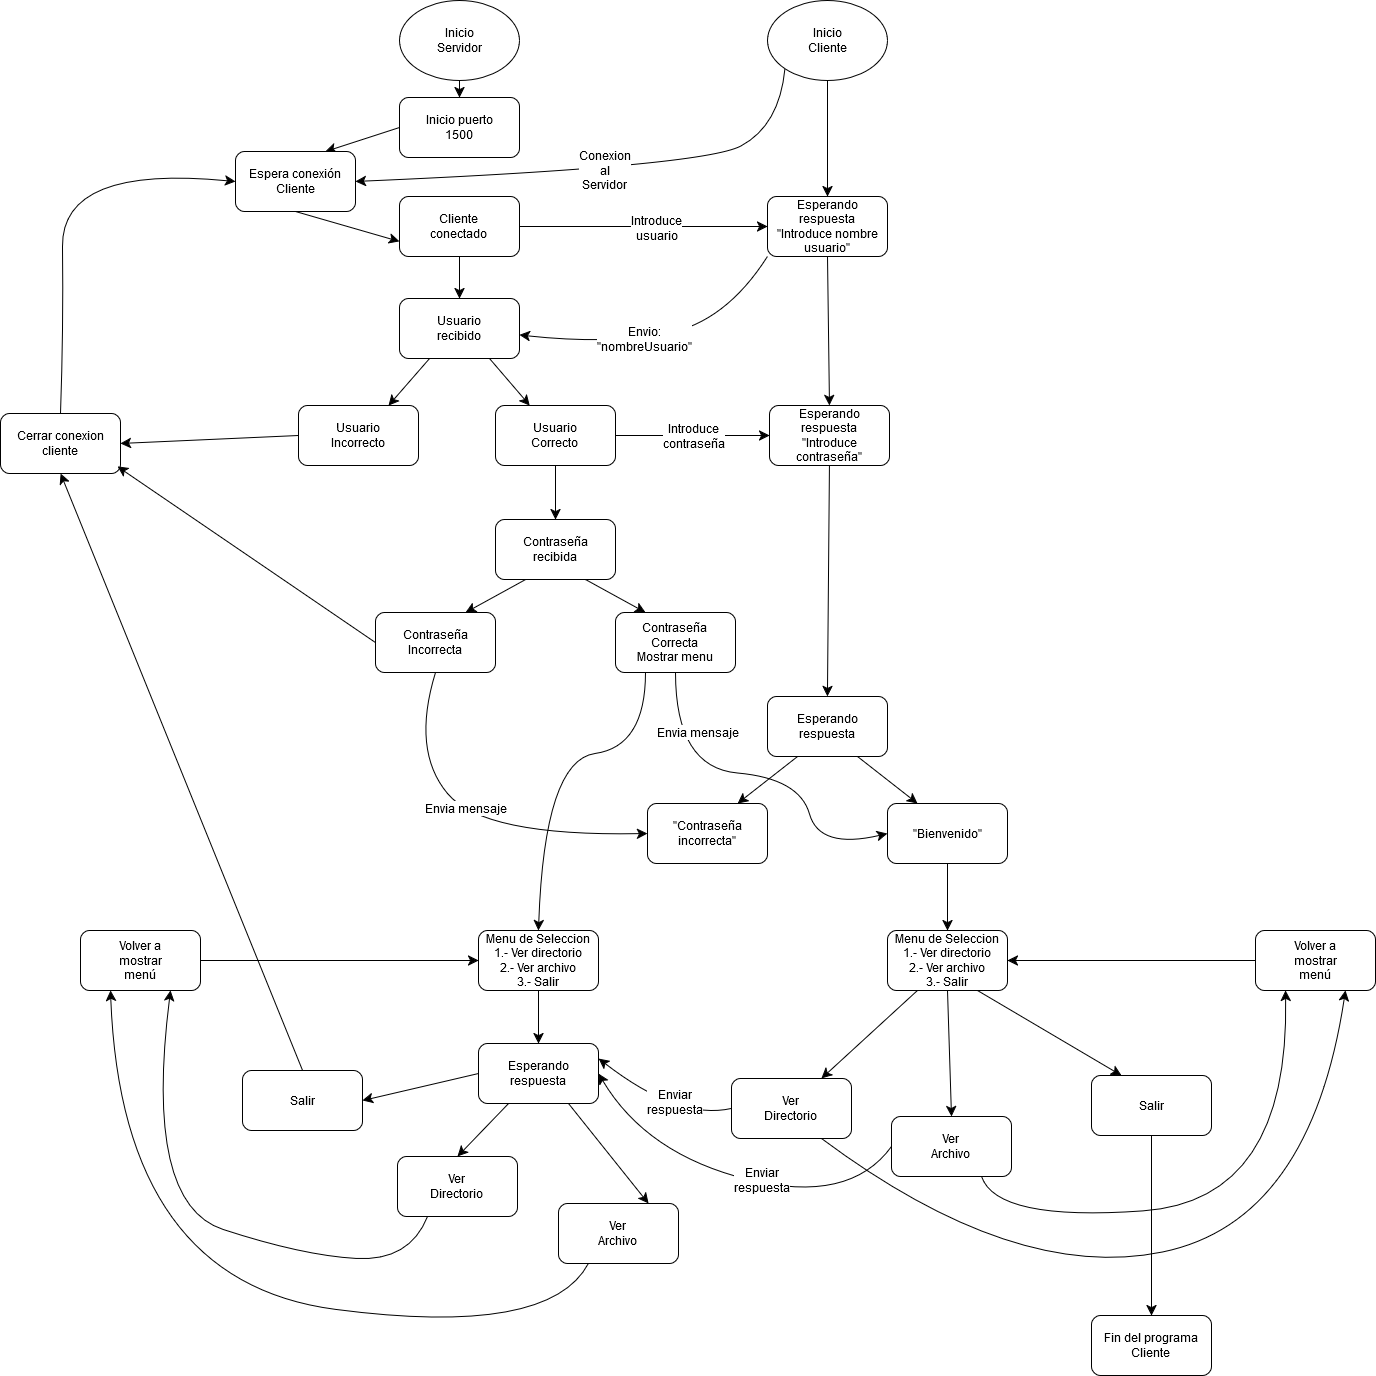 Inicio
Servidor
Inicio
Cliente
Inicio puerto
1500
Espera conexión
Cliente
Conexion
al
Servidor
Cliente
conectado
Introduce
usuario
Esperando
respuesta
"Introduce nombre
usuario"
Usuario
recibido
Envio:
"nombreUsuario"
Cerrar conexion
cliente
Usuario
Incorrecto
Usuario
Correcto
Introduce
contraseña
Esperando
respuesta
"Introduce
contraseña"
Contraseña
recibida
Contraseña
Incorrecta
Contraseña
Correcta
Mostrar menu
Esperando
respuesta
Envia mensaje
Envia mensaje
"Contraseña
incorrecta"
"Bienvenido"
Volver a
mostrar
menú
Menu de Seleccion
1.- Ver directorio
2.- Ver archivo
3.- Salir
Menu de Seleccion
1.- Ver directorio
2.- Ver archivo
3.- Salir
Volver a
mostrar
menú
Esperando
respuesta
Salir
Enviar
respuesta
Ver
Directorio
Salir
Ver
Archivo
Ver
Directorio
Enviar
respuesta
Ver
Archivo
Fin del programa
Cliente